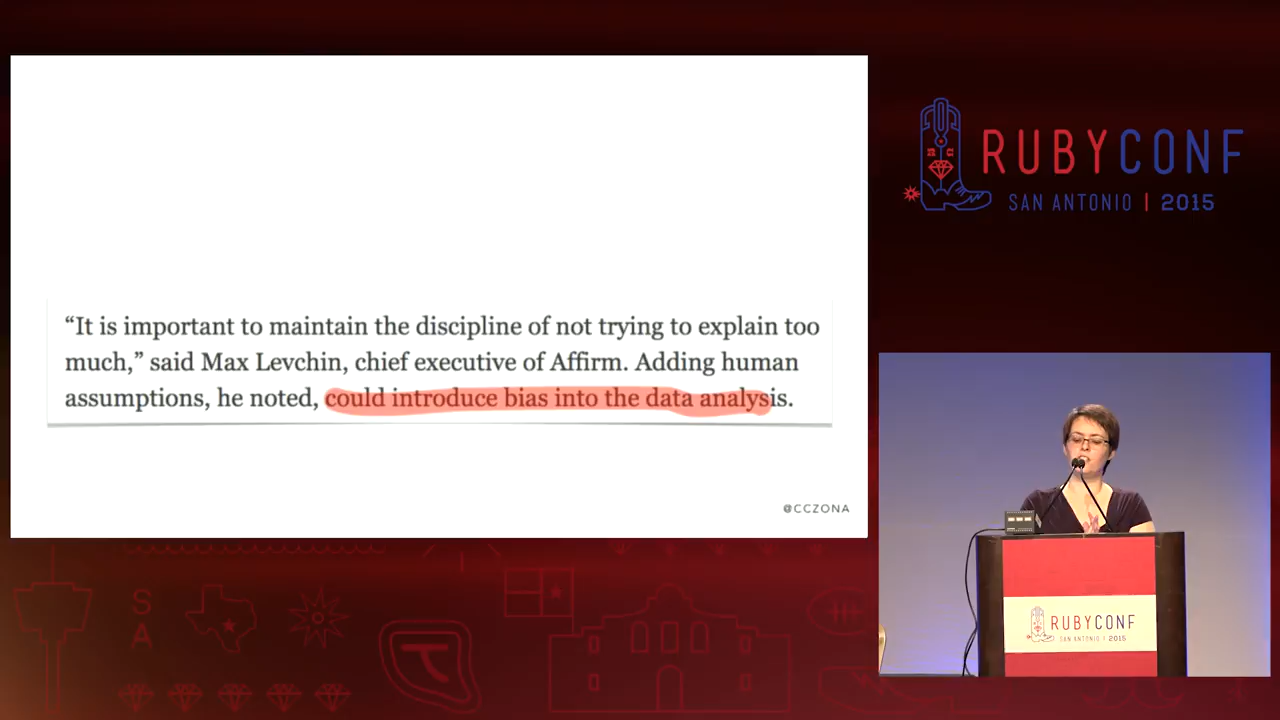 RUBYCONF
SAN ANTONIO | 2015
“It is important to maintain the discipline of not trying to explain too
much,” said Max Levchin, chief executive of Affirm. Adding human
assumptions, he noted, could introduce bias into the data analysis.
@CCZONA
RUBYCONF
SAN ANTONIO | 2015
S
A